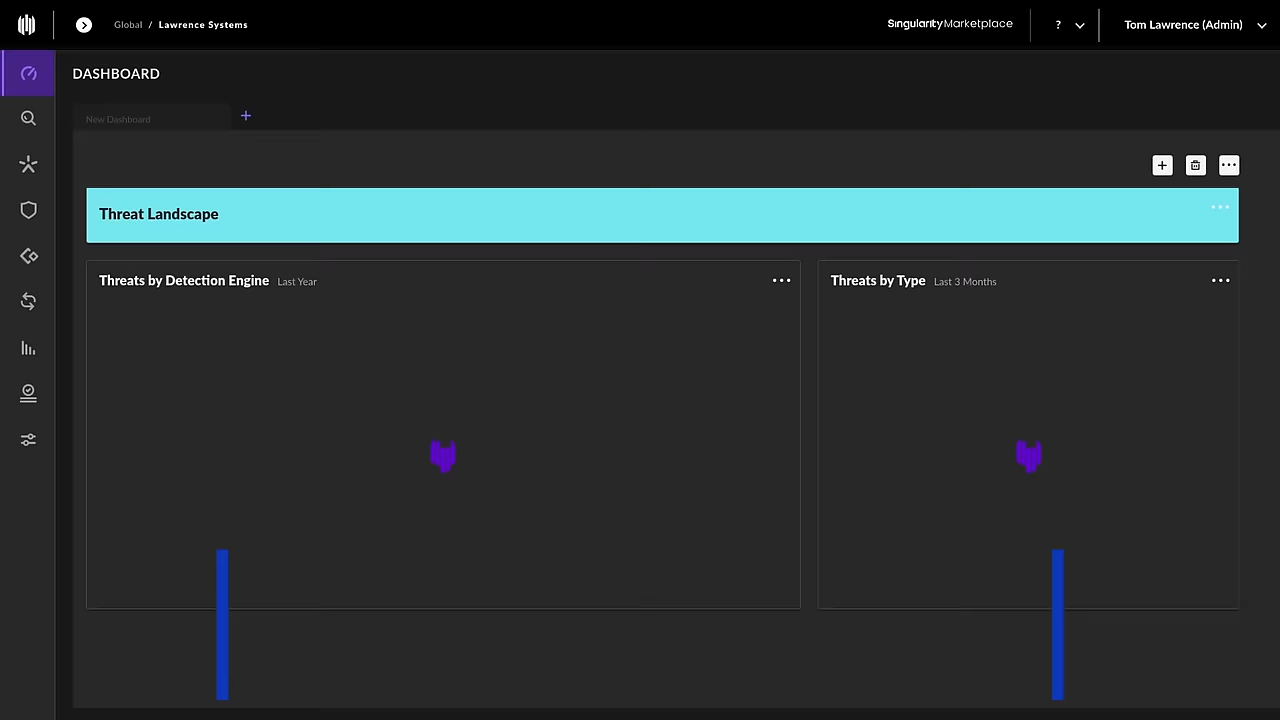 Global / Lawrence Systems
SingularityMarketplace
?
Tom Lawrence (Admin)
DASHBOARD
New Dashboard
+
Threat Landscape
Threats by Detection Engine Last Year
Threats by Type Last 3 Months